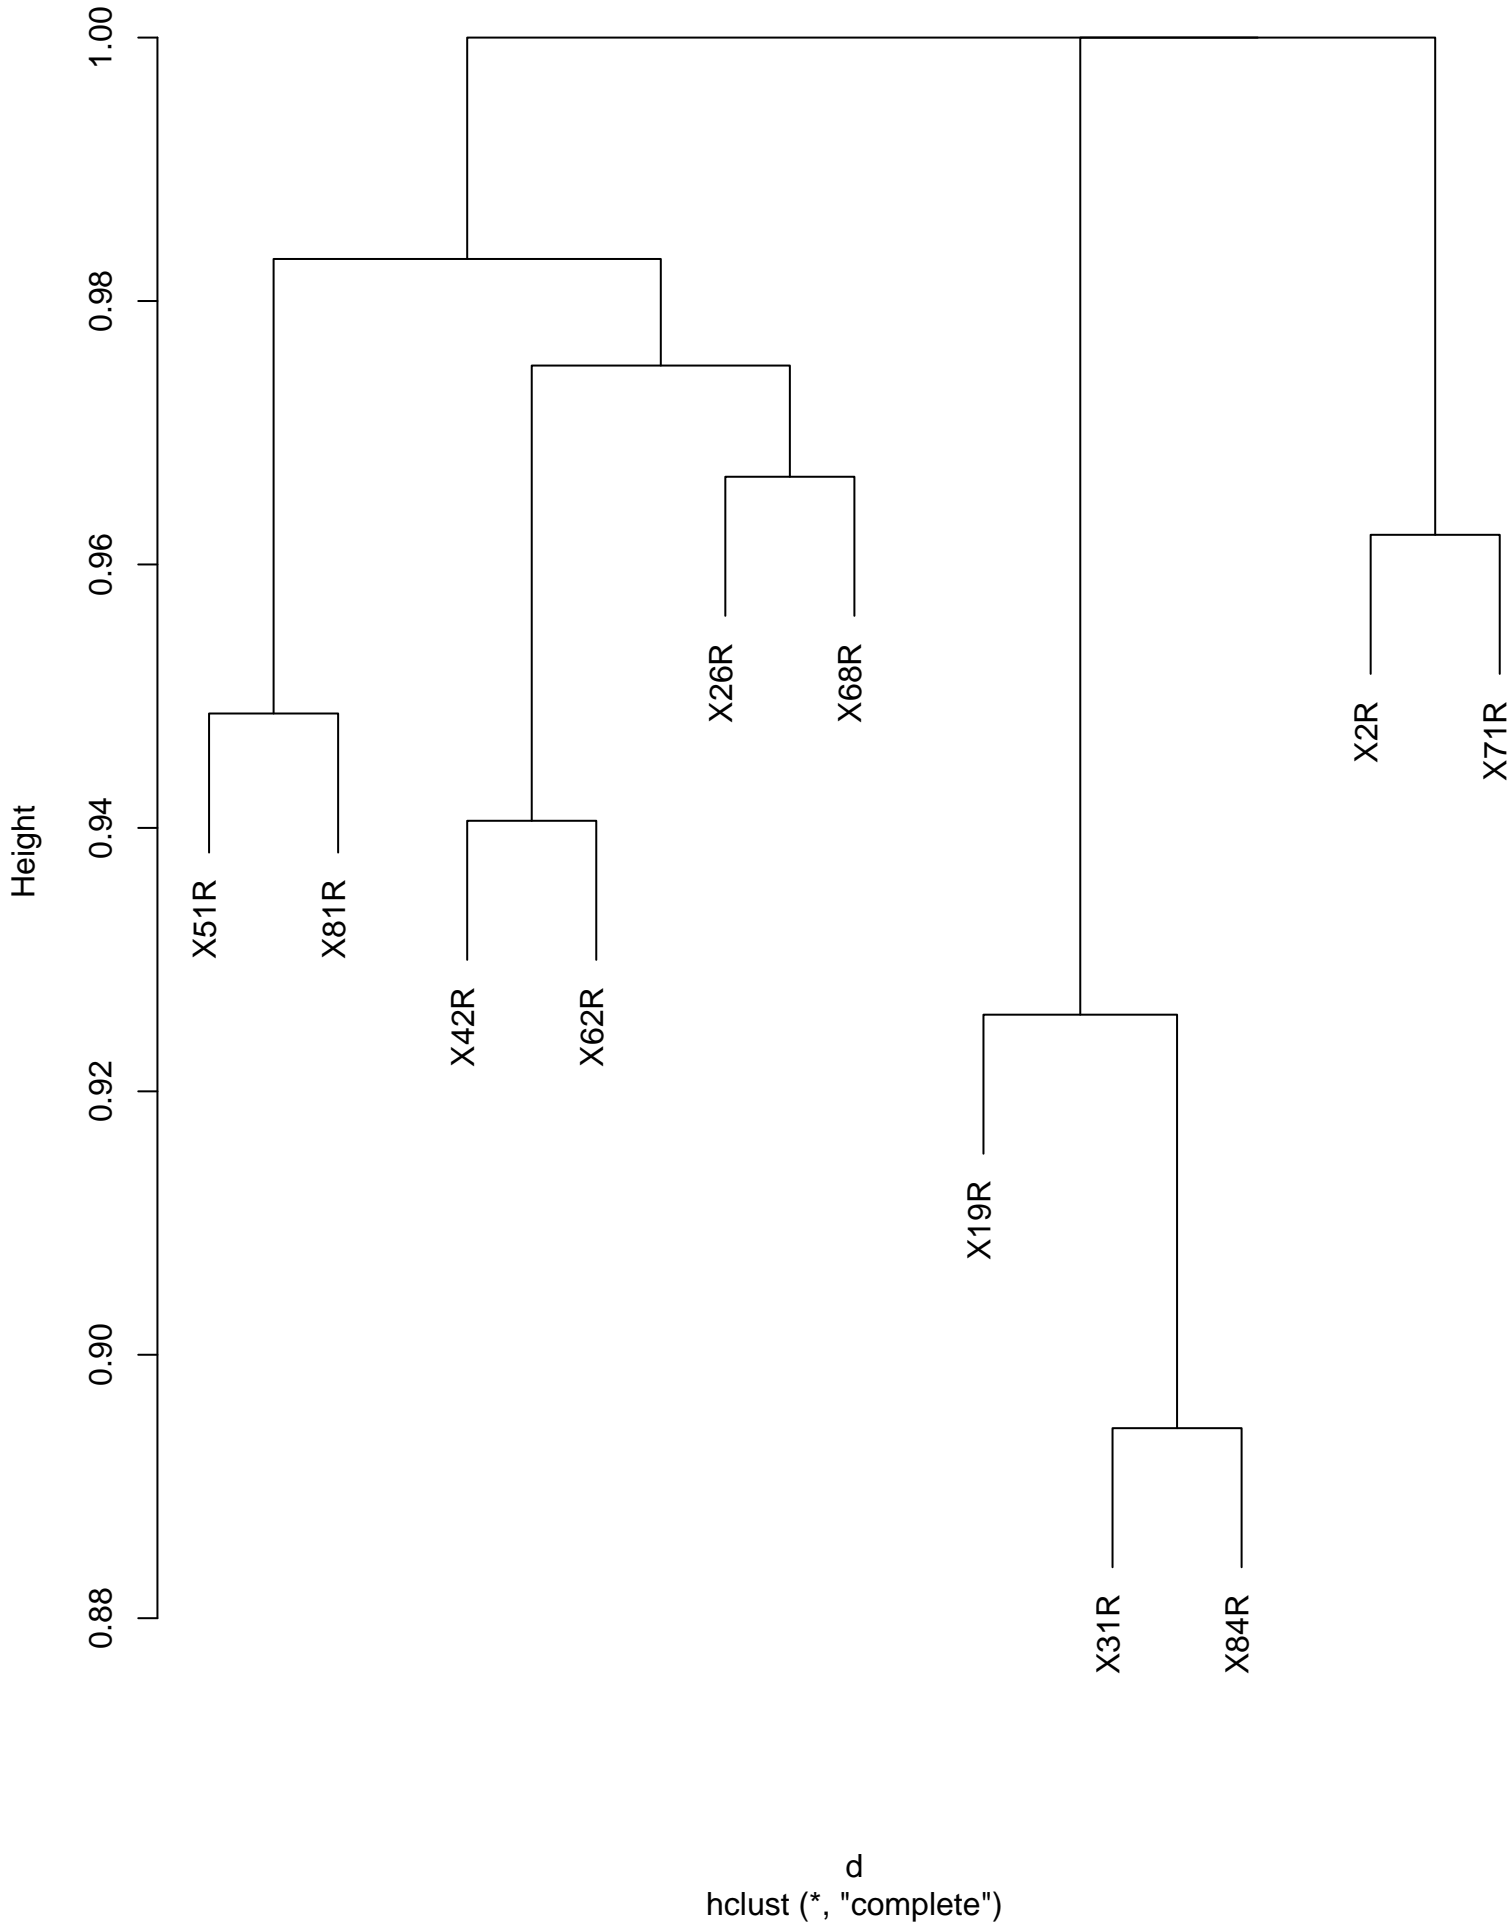 Height
1.00
0.98
0.96
0.94
0.92
0.90
0.88
X51R
X81R
X42R
X62R
X26R
X68R
X19R
X31R
X84R
X2R
X71R
d
hclust (*, "complete")